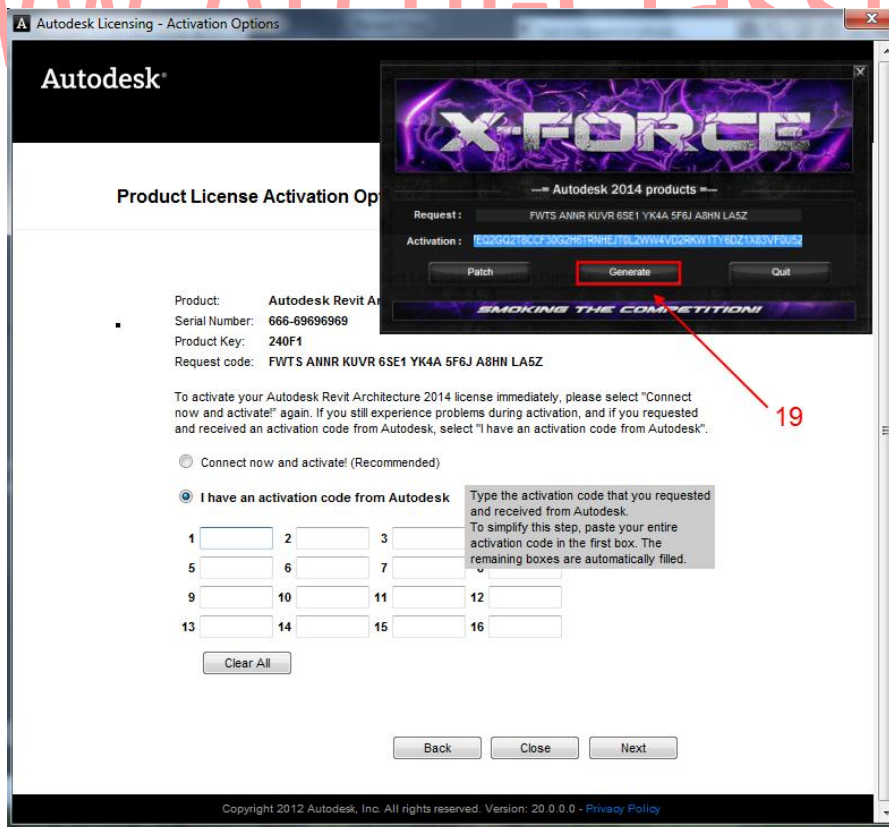 WWW
Autodesk Licensing - Activation Options
Autodesk
X-FORCE
---= Autodesk 2014 products =---
Request : FWTS ANNR KUVR 6SE1 YK4A 5F6J A8HN LA5Z
Activation :
Patch Generate Quit
SMOKING THE COMPETITION!
Product License Activation
Product: Autodesk Revit
Serial Number: 666-69696969
Product Key: 240F1
Request code: FWTS ANNR KUVR 6SE1 YK4A 5F6J A8HN LA5Z
19
To activate your Autodesk Revit Architecture 2014 license immediately, please select "Connect
now and activate!" again. If you still experience problems during activation, and if you requested
and received an activation code from Autodesk, select "I have an activation code from Autodesk".
Connect now and activate! (Recommended)
I have an activation code from Autodesk
Type the activation code that you requested
and received from Autodesk.
To simplify this step, paste your entire
activation code in the first box. The
remaining boxes are automatically filled.
1 2 3
5 6 7
9 10 11 12
13 14 15 16
Clear All
Back Close Next
Copyright 2012 Autodesk, Inc. All rights reserved. Version: 20.0.0.0 - Privacy Policy